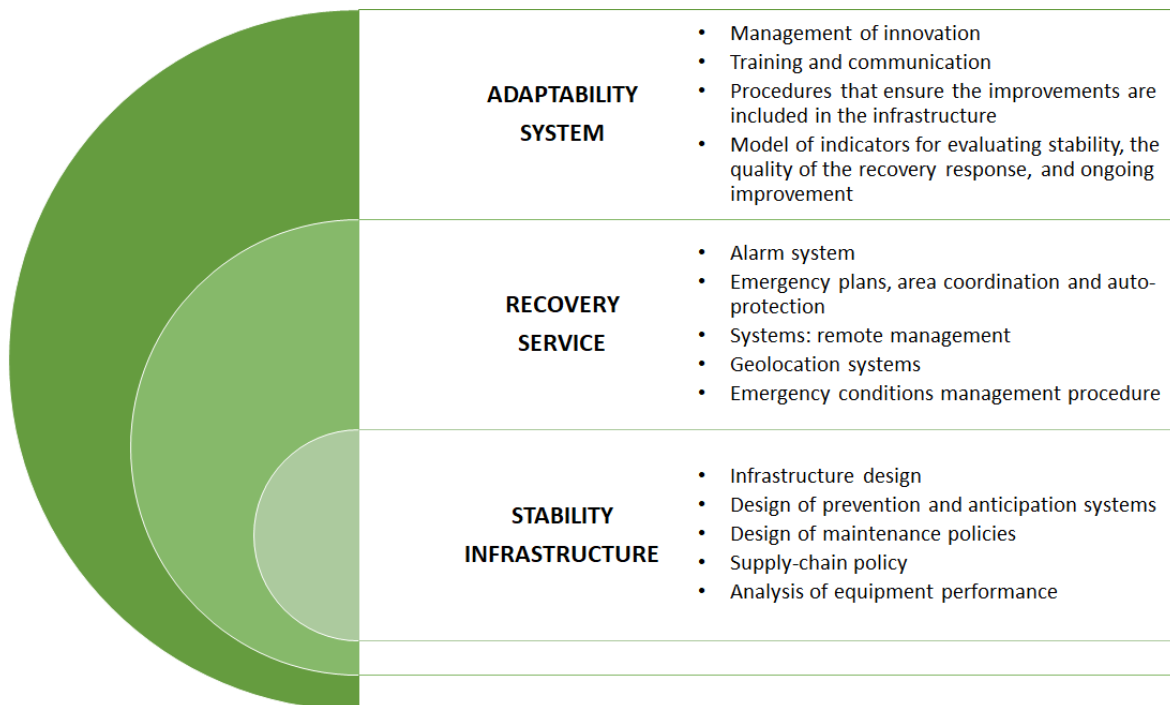 ADAPTABILITY
SYSTEM
• Management of innovation
• Training and communication
• Procedures that ensure the improvements are
included in the infrastructure
• Model of indicators for evaluating stability, the
quality of the recovery response, and ongoing
improvement
RECOVERY
SERVICE
• Alarm system
• Emergency plans, area coordination and auto-
protection
• Systems: remote management
• Geolocation systems
• Emergency conditions management procedure
STABILITY
INFRASTRUCTURE
• Infrastructure design
• Design of prevention and anticipation systems
• Design of maintenance policies
• Supply-chain policy
• Analysis of equipment performance